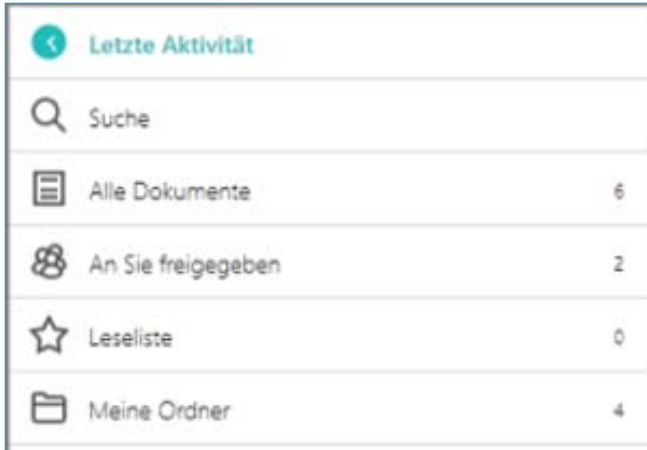 Letzte Aktivität
Suche
Alle Dokumente 6
An Sie freigegeben 2
Leseliste 0
Meine Ordner 4